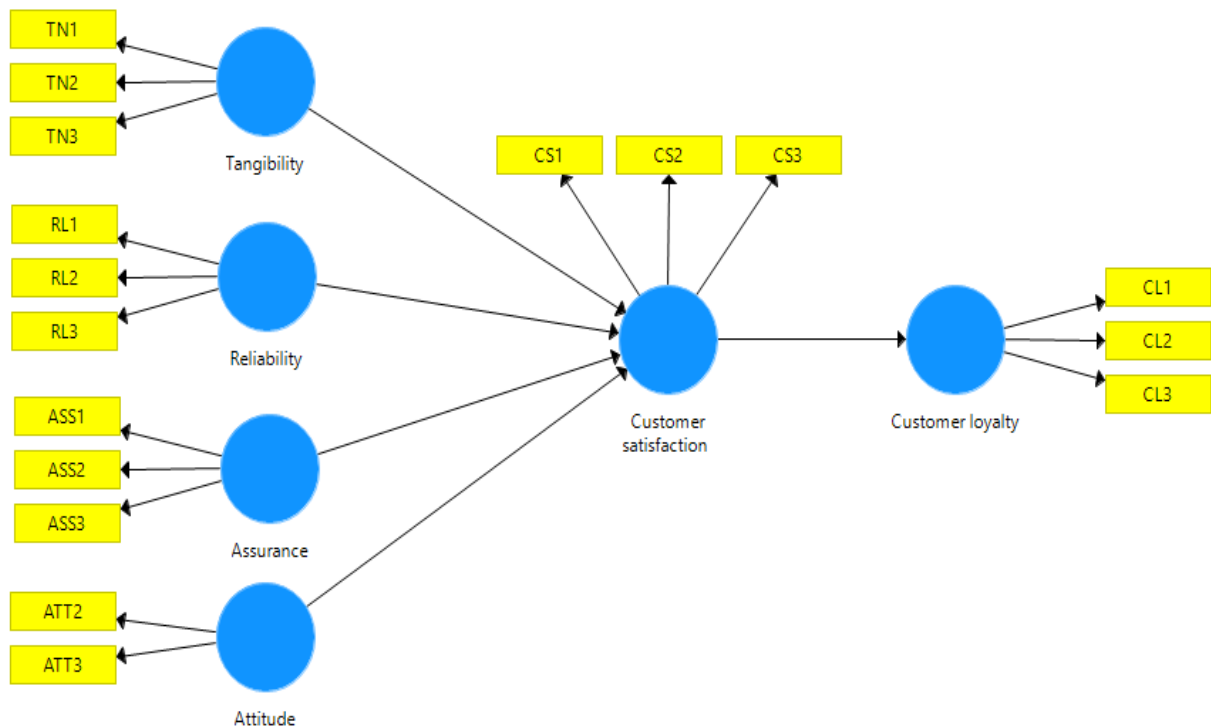 TN1
TN2
TN3
Tangibility
RL1
RL2
RL3
Reliability
ASS1
ASS2
ASS3
Assurance
ATT2
ATT3
Attitude
CS1
CS2
CS3
Customer
satisfaction
Customer loyalty
CL1
CL2
CL3